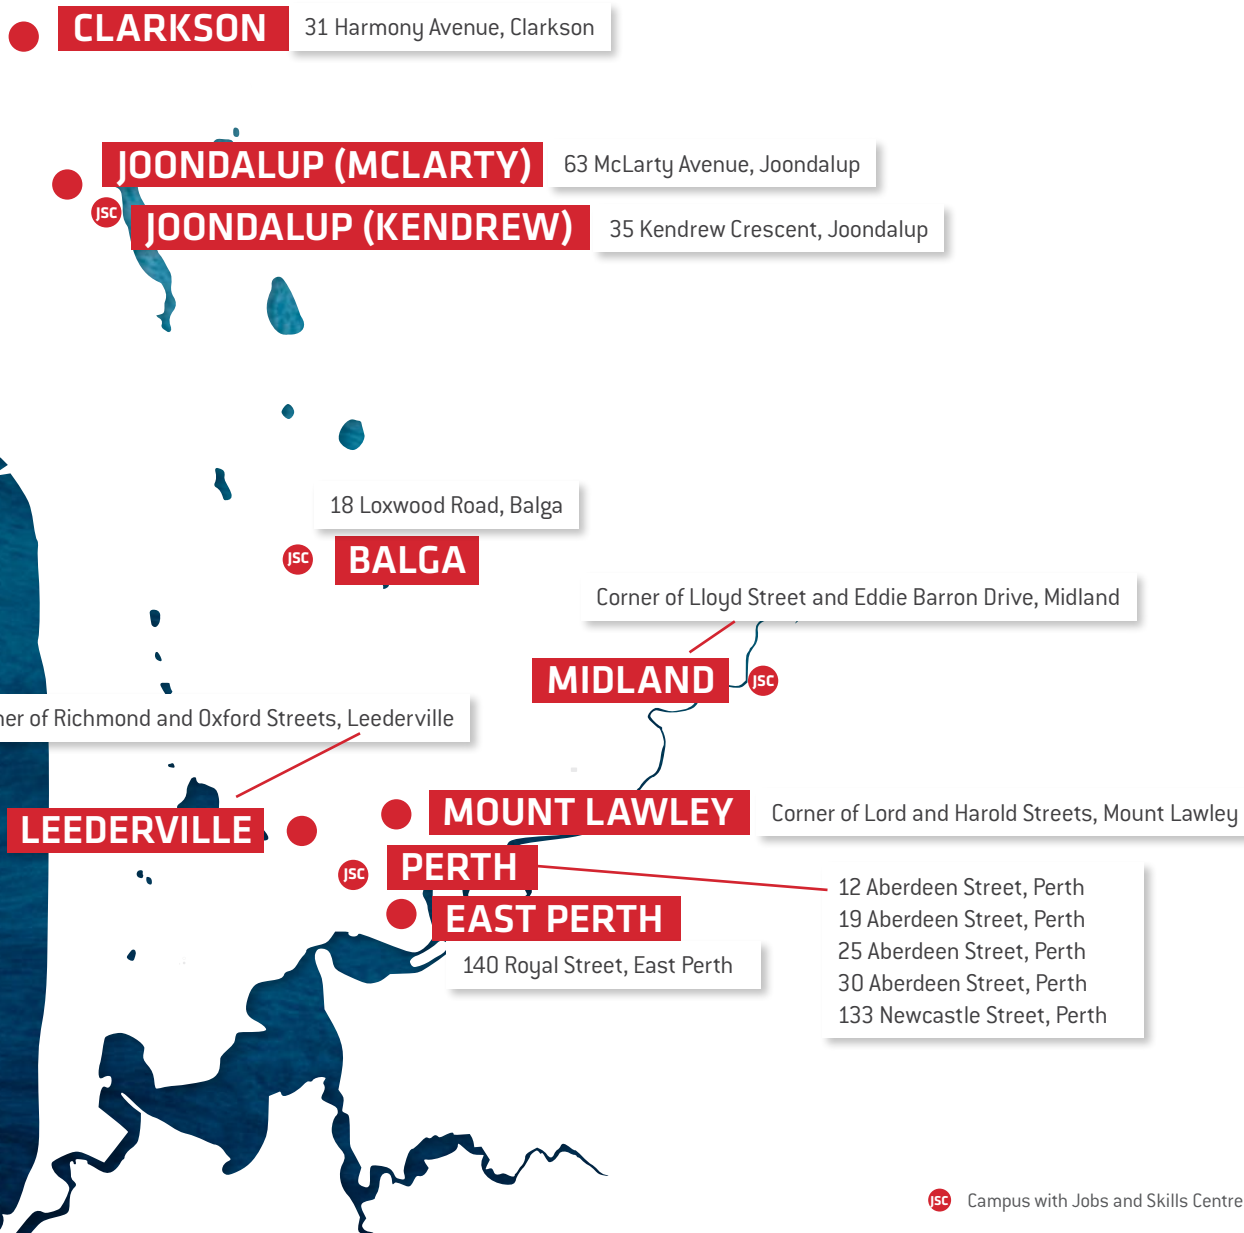 CLARKSON
31 Harmony Avenue, Clarkson
JOONDALUP (MCLARTY)
63 McLarty Avenue, Joondalup
JSC
JOONDALUP (KENDREW)
35 Kendrew Crescent, Joondalup
18 Loxwood Road, Balga
JSC
BALGA
Corner of Lloyd Street and Eddie Barron Drive, Midland
MIDLAND
JSC
of Richmond and Oxford Streets, Leederville
LEEDERVILLE
MOUNT LAWLEY
Corner of Lord and Harold Streets, Mount Lawley
JSC
PERTH
12 Aberdeen Street, Perth
19 Aberdeen Street, Perth
25 Aberdeen Street, Perth
30 Aberdeen Street, Perth
133 Newcastle Street, Perth
EAST PERTH
140 Royal Street, East Perth
JSC
Campus with Jobs and Skills Centre